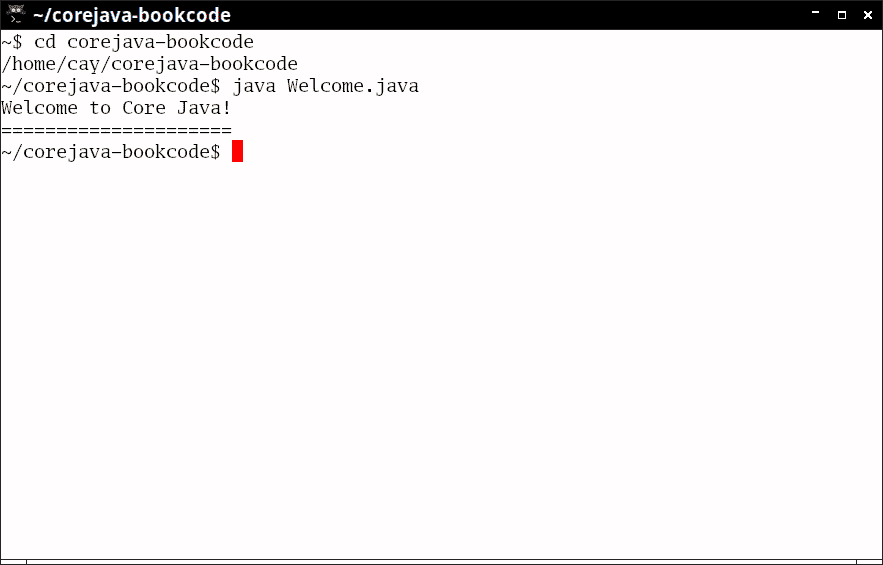 ~/corejava-bookcode
~$ cd corejava-bookcode
/home/cay/corejava-bookcode
~/corejava-bookcode$ java Welcome.java
Welcome to Core Java!
=====================
~/corejava-bookcode$